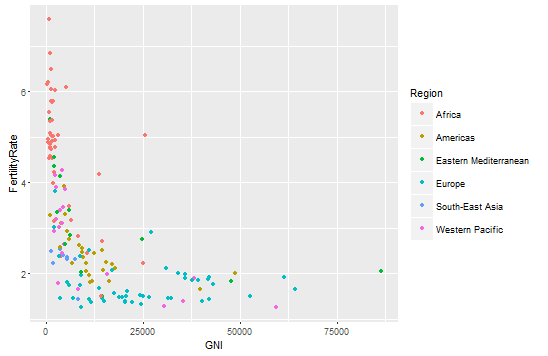 FertilityRate
6
4
2
0
25000
50000
75000
GNI
Region
Africa
Americas
Eastern Mediterranean
Europe
South-East Asia
Western Pacific